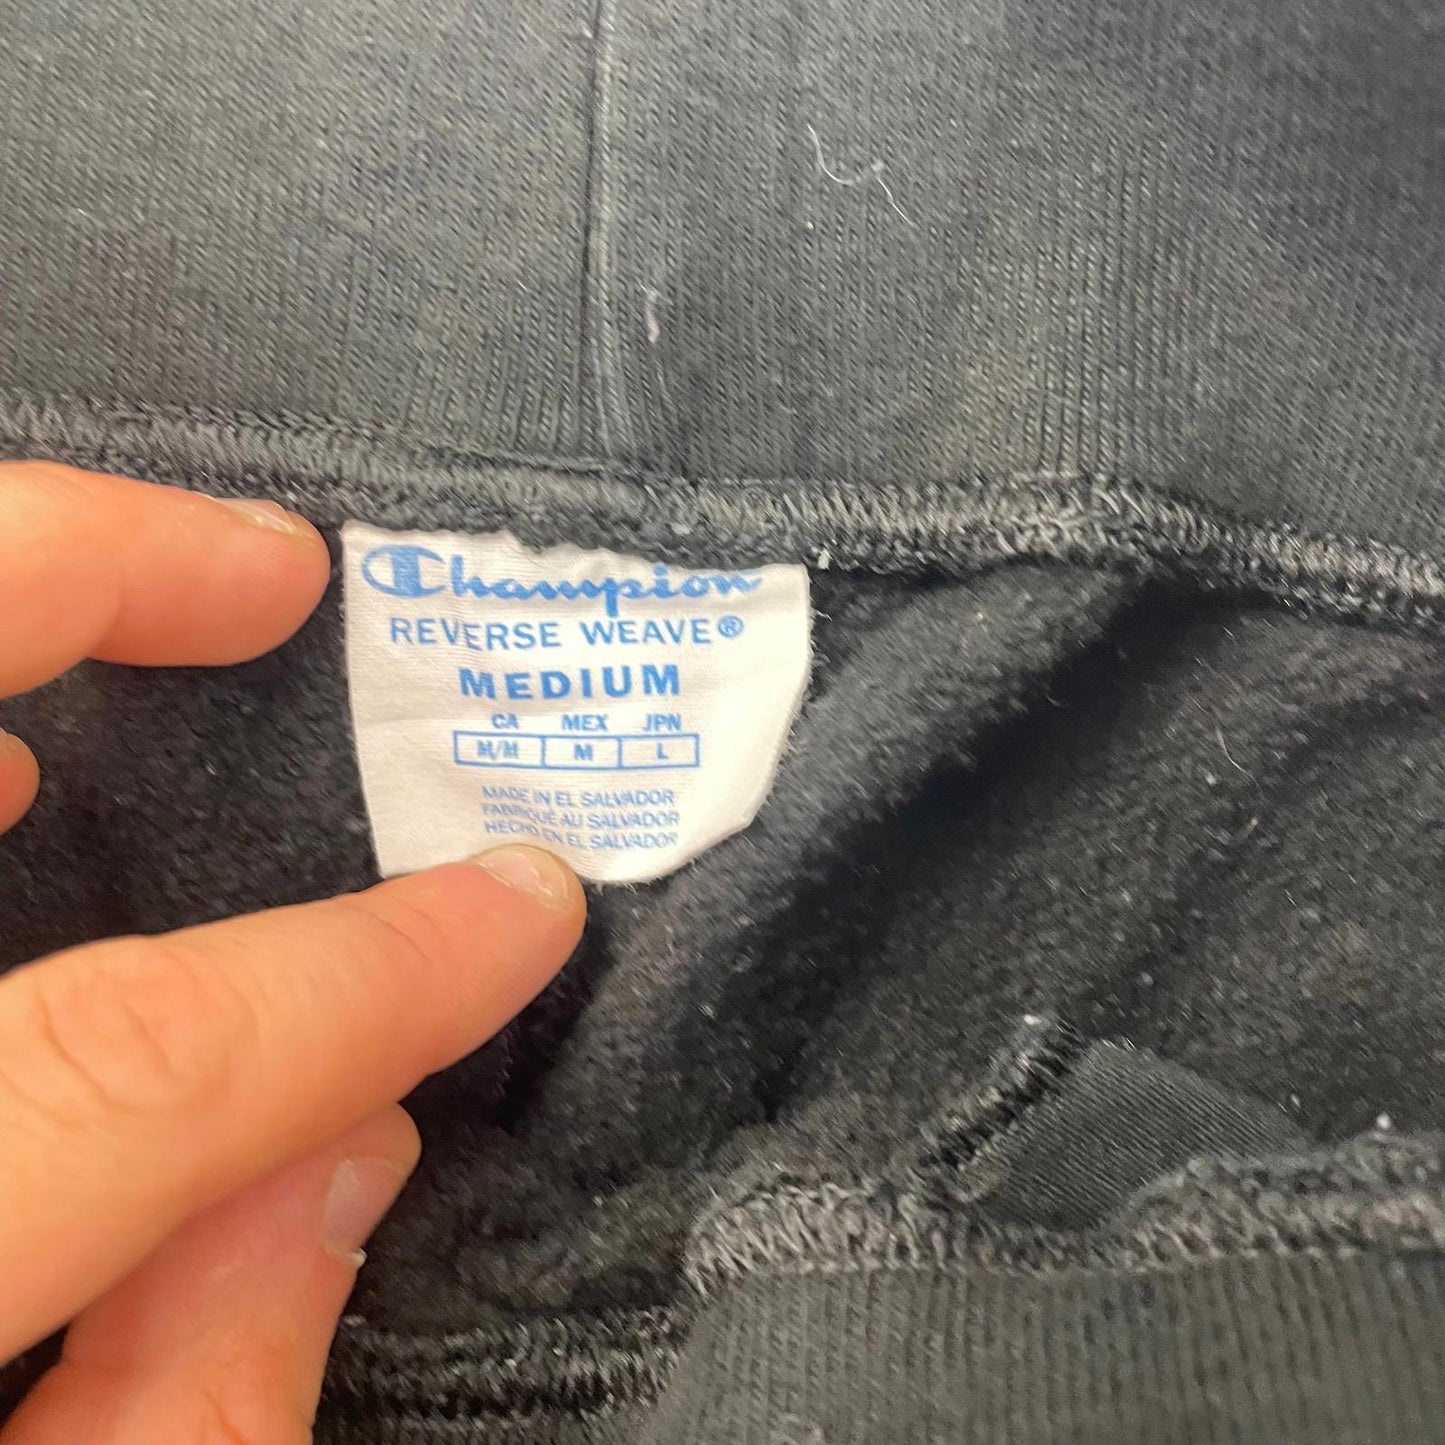 Champion
REVERSE WEAVE®
MEDIUM
CA MEX JPN
M/M M L
MADE IN EL SALVADOR
FABRIQUÉ AU SALVADOR
HECHO EN EL SALVADOR